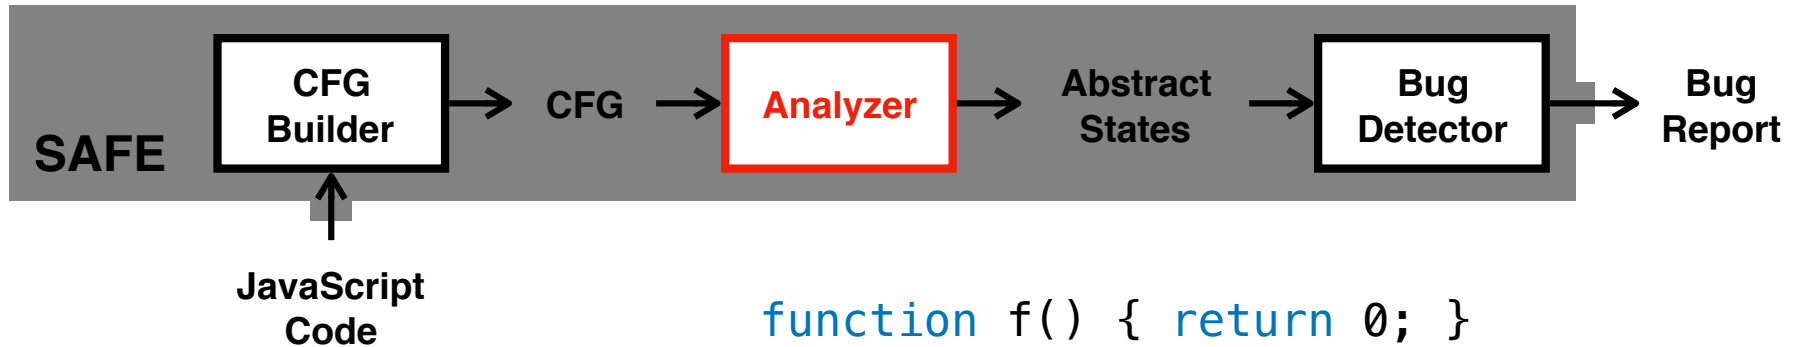 SAFE
CFG
Builder
CFG
Analyzer
Abstract
States
Bug
Detector
Bug
Report
JavaScript
Code
function f() { return 0; }